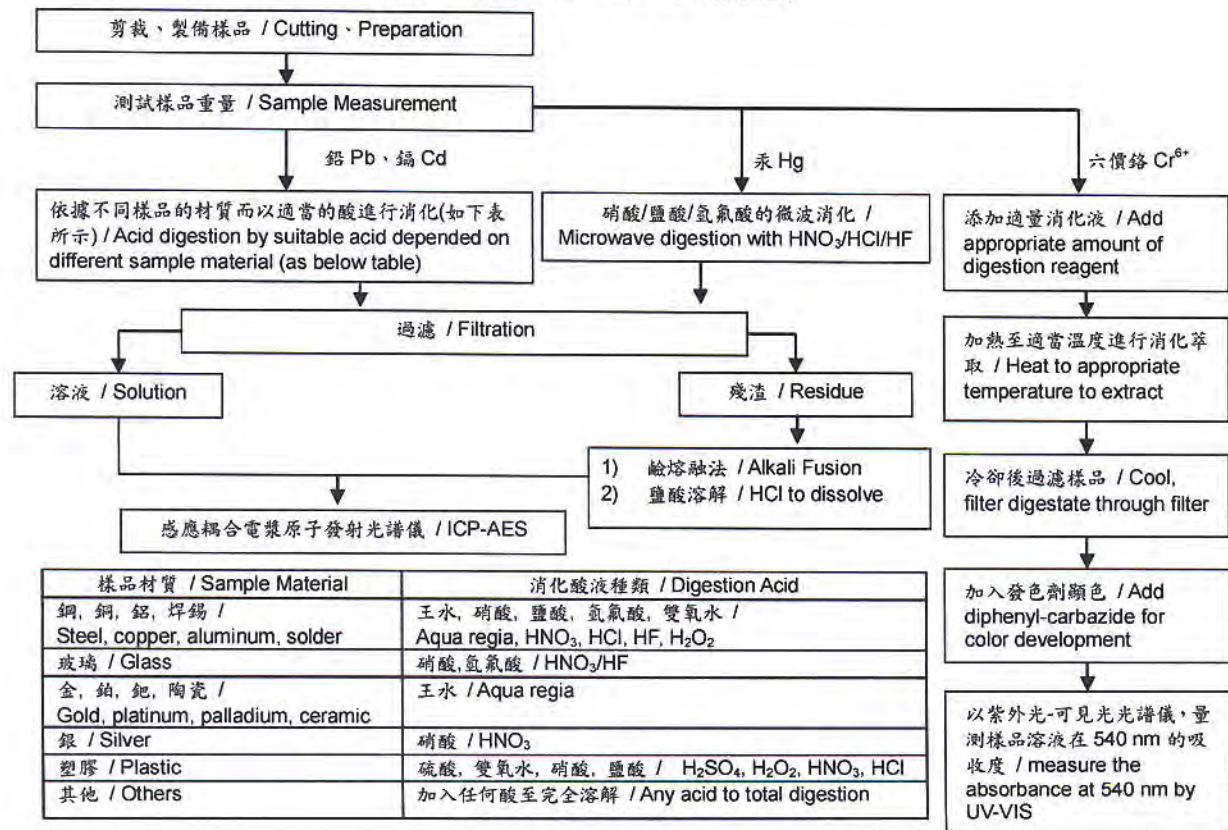 剪裁、製備樣品 / Cutting、Preparation
測試樣品重量 / Sample Measurement
鉛 Pb、鎘 Cd
汞 Hg
六價鉻 Cr⁶⁺
依據不同樣品的材質而以適當的酸進行消化(如下表
所示) / Acid digestion by suitable acid depended on
different sample material (as below table)
硝酸/鹽酸/氫氟酸的微波消化 /
Microwave digestion with HNO₃/HCl/HF
添加適量消化液 / Add
appropriate amount of
digestion reagent
過濾 / Filtration
加熱至適當溫度進行消化萃
取 / Heat to appropriate
temperature to extract
溶液 / Solution
殘渣 / Residue
1) 鹼熔融法 / Alkali Fusion
2) 鹽酸溶解 / HCl to dissolve
冷卻後過濾樣品 / Cool,
filter digestate through filter
感應耦合電漿原子發射光譜儀 / ICP-AES
加入發色劑顯色 / Add
diphenyl-carbazide for
color development
以紫外光-可見光光譜儀，量
測樣品溶液在 540 nm 的吸
收度 / measure the
absorbance at 540 nm by
UV-VIS
樣品材質 / Sample Material
消化酸液種類 / Digestion Acid
鋼, 銅, 鋁, 焊錫 /
Steel, copper, aluminum, solder
王水, 硝酸, 鹽酸, 氫氟酸, 雙氧水 /
Aqua regia, HNO₃, HCl, HF, H₂O₂
玻璃 / Glass
硝酸,氫氟酸 / HNO₃/HF
金, 鉑, 鈀, 陶瓷 /
Gold, platinum, palladium, ceramic
王水 / Aqua regia
銀 / Silver
硝酸 / HNO₃
塑膠 / Plastic
硫酸, 雙氧水, 硝酸, 鹽酸 / H₂SO₄, H₂O₂, HNO₃, HCl
其他 / Others
加入任何酸至完全溶解 / Any acid to total digestion